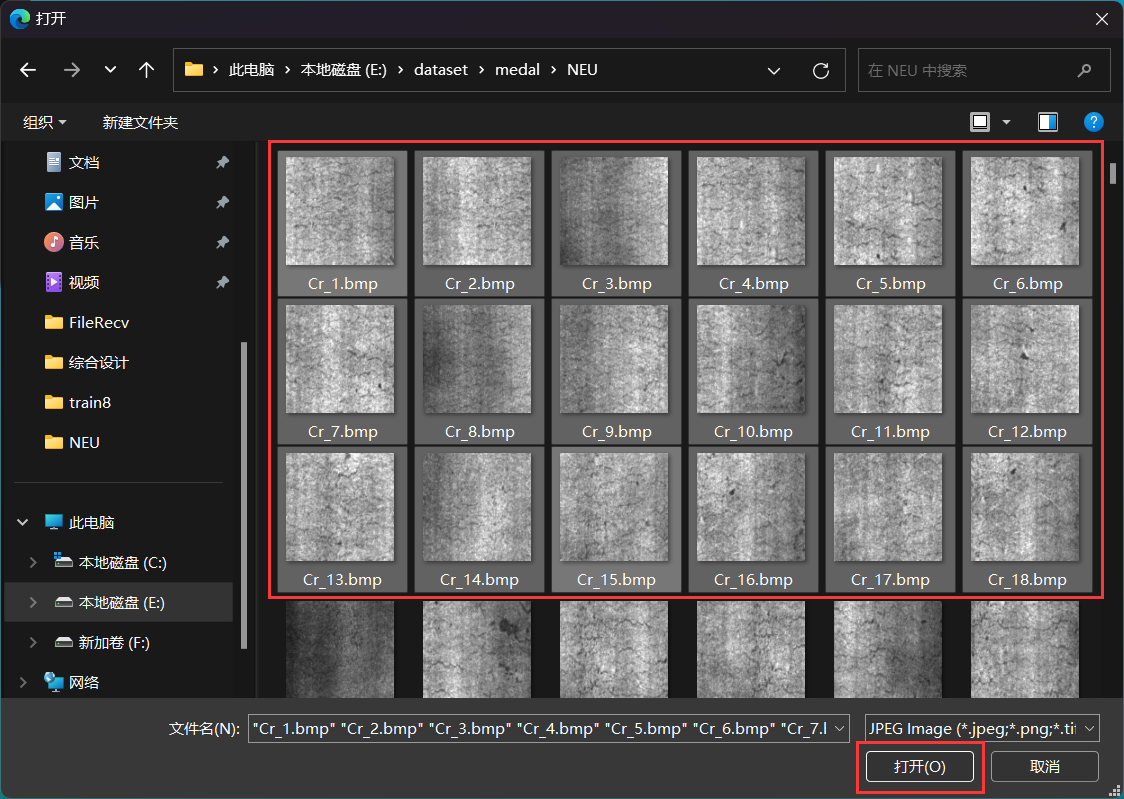 打开
此电脑 本地磁盘 (E:) dataset medal NEU
在 NEU 中搜索
组织 新建文件夹
文档
图片
音乐
视频
FileRecv
综合设计
train8
NEU
此电脑
本地磁盘 (C:)
本地磁盘 (E:)
新加卷 (F:)
网络
Cr_1.bmp Cr_2.bmp Cr_3.bmp Cr_4.bmp Cr_5.bmp Cr_6.bmp
Cr_7.bmp Cr_8.bmp Cr_9.bmp Cr_10.bmp Cr_11.bmp Cr_12.bmp
Cr_13.bmp Cr_14.bmp Cr_15.bmp Cr_16.bmp Cr_17.bmp Cr_18.bmp
文件名(N): "Cr_1.bmp" "Cr_2.bmp" "Cr_3.bmp" "Cr_4.bmp" "Cr_5.bmp" "Cr_6.bmp" "Cr_7.l JPEG Image (*.jpeg;*.png;*.tif
打开(O) 取消